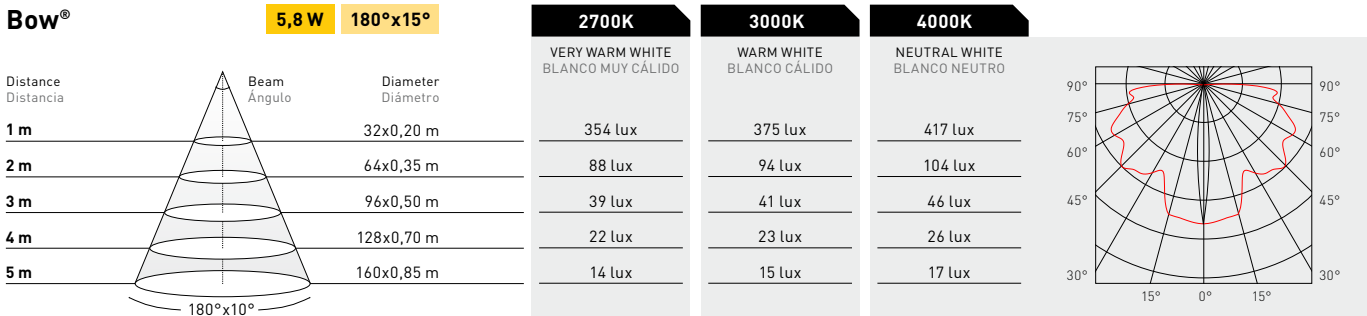 Bow®
5,8 W
180°x15°
2700K
3000K
4000K
VERY WARM WHITE
BLANCO MUY CÁLIDO
WARM WHITE
BLANCO CÁLIDO
NEUTRAL WHITE
BLANCO NEUTRO
Distance
Distancia
Beam
Ángulo
Diameter
Diámetro
1 m 32x0,20 m 354 lux 375 lux 417 lux
2 m 64x0,35 m 88 lux 94 lux 104 lux
3 m 96x0,50 m 39 lux 41 lux 46 lux
4 m 128x0,70 m 22 lux 23 lux 26 lux
5 m 160x0,85 m 14 lux 15 lux 17 lux
180°x10°
90° 90°
75° 75°
60° 60°
45° 45°
30° 30°
15° 0° 15°